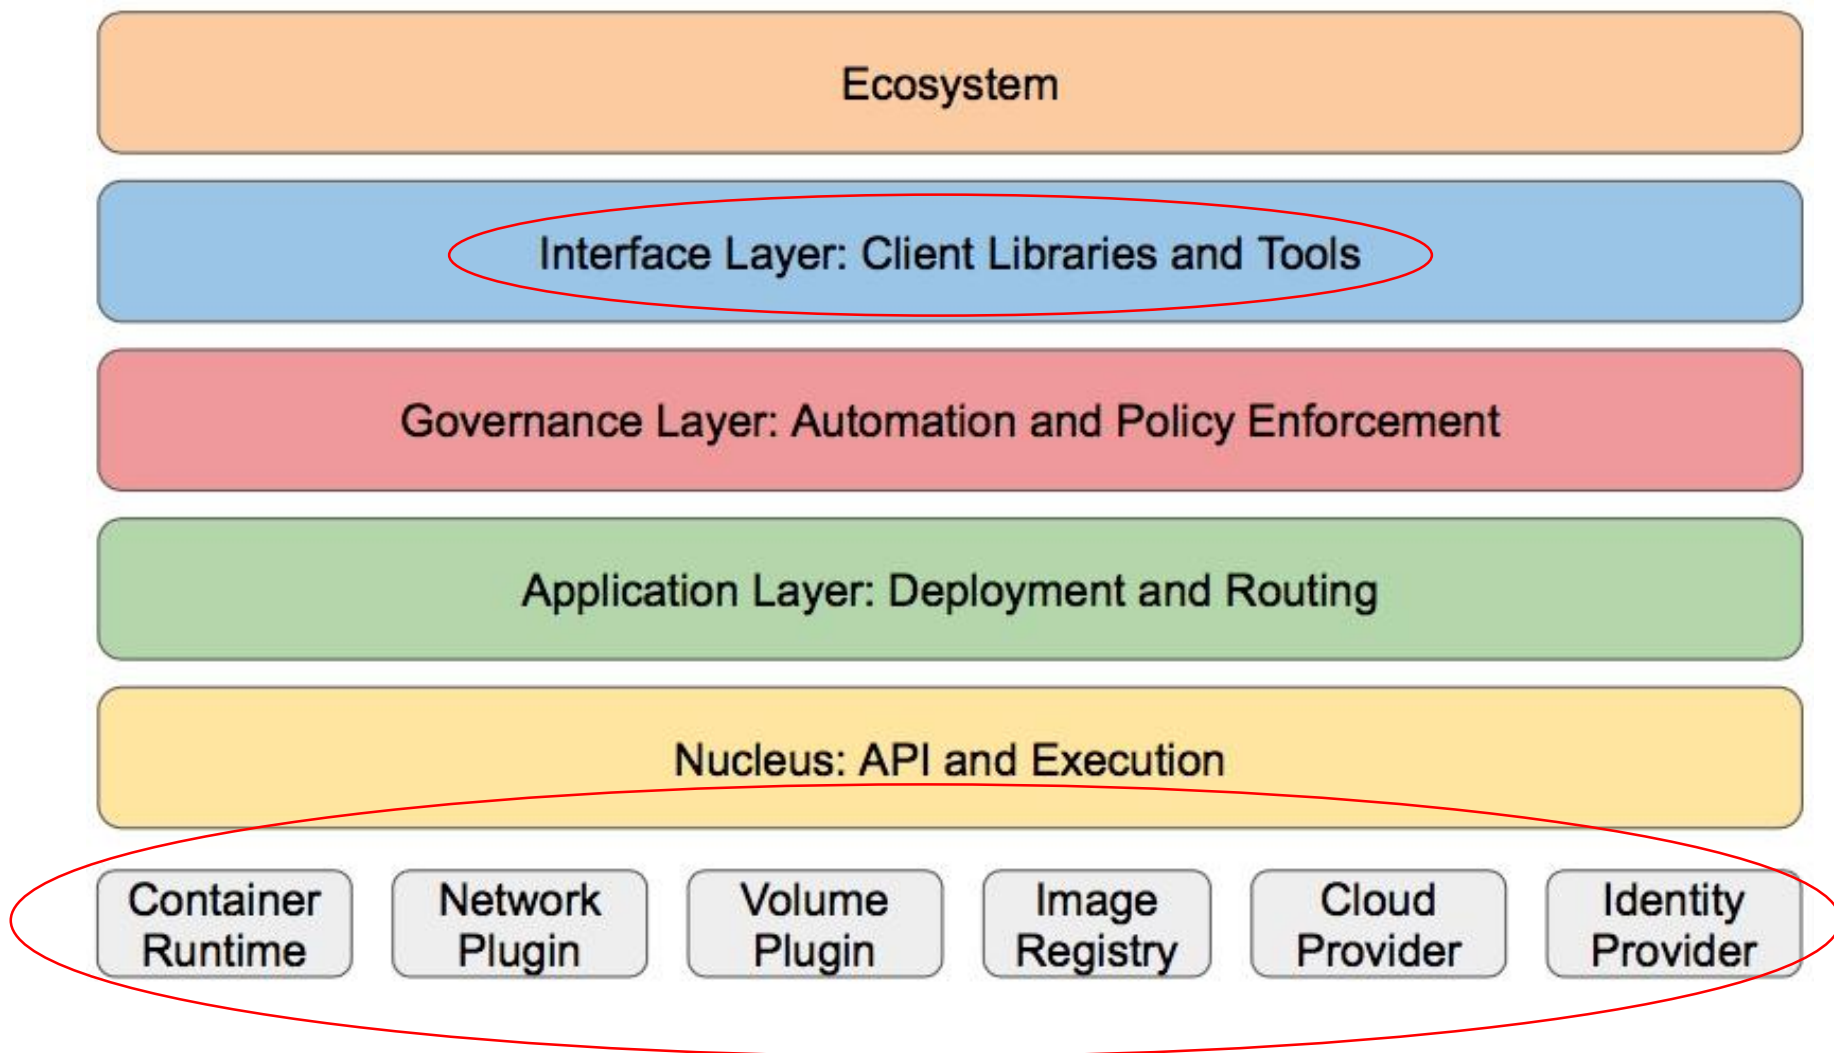 Ecosystem
Interface Layer: Client Libraries and Tools
Governance Layer: Automation and Policy Enforcement
Application Layer: Deployment and Routing
Nucleus: API and Execution
Container
Runtime
Network
Plugin
Volume
Plugin
Image
Registry
Cloud
Provider
Identity
Provider